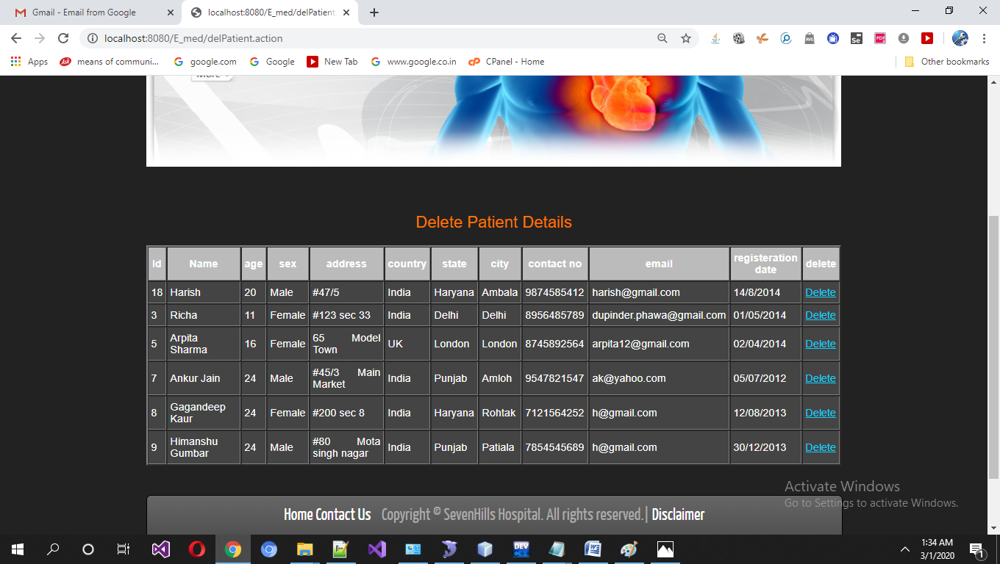 Gmail - Email from Google
localhost:8080/E_med/delPatient.
localhost:8080/E_med/delPatient.action
Apps
Ask
means of communi...
google.com
Google
New Tab
www.google.co.in
CPanel - Home
Other bookmarks
More
Delete Patient Details
Id Name age sex address country state city contact no email registeration date delete
18 Harish 20 Male #47/5 India Haryana Ambala 9874585412 harish@gmail.com 14/8/2014 Delete
3 Richa 11 Female #123 sec 33 India Delhi Delhi 8956485789 dupinder.phawa@gmail.com 01/05/2014 Delete
5 Arpita Sharma 16 Female 65 Model Town UK London London 8745892564 arpita12@gmail.com 02/04/2014 Delete
7 Ankur Jain 24 Male #45/3 Main Market India Punjab Amloh 9547821547 ak@yahoo.com 05/07/2012 Delete
8 Gagandeep Kaur 24 Female #200 sec 8 India Haryana Rohtak 7121564252 h@gmail.com 12/08/2013 Delete
9 Himanshu Gumbar 24 Male #80 Mota singh nagar India Punjab Patiala 7854545689 h@gmail.com 30/12/2013 Delete
Activate Windows
Go to Settings to activate Windows.
Home Contact Us Copyright © SevenHills Hospital. All rights reserved.| Disclaimer
1:34 AM
3/1/2020